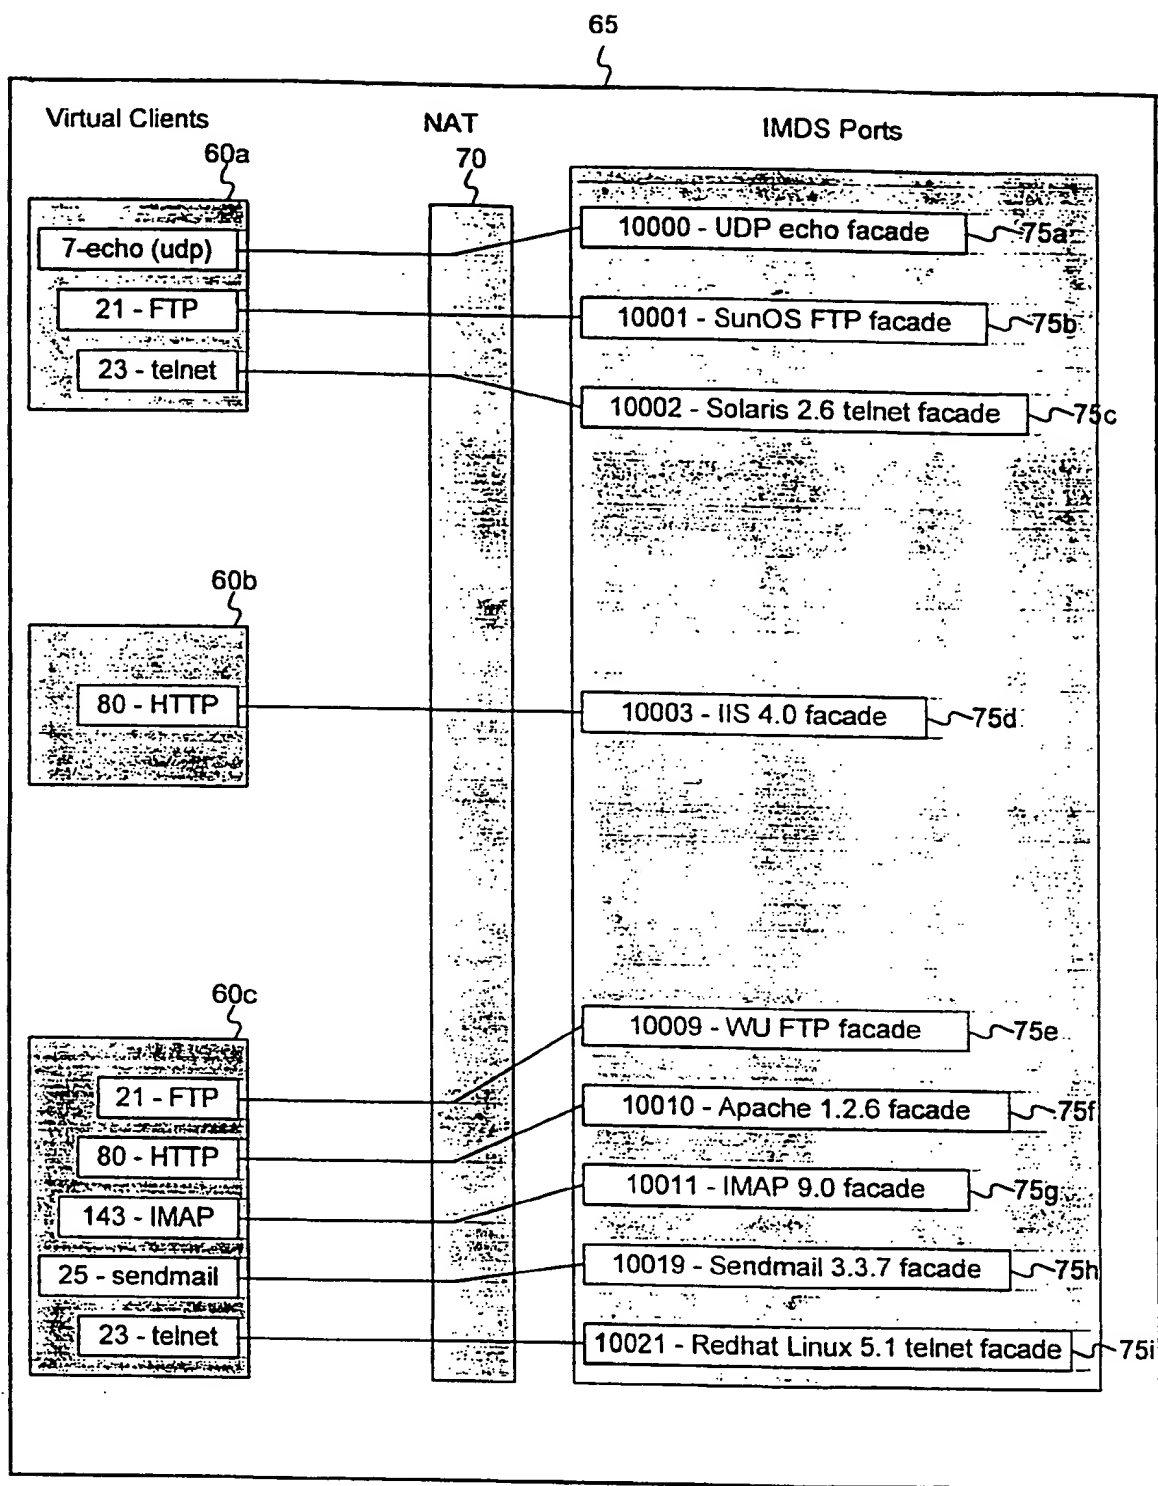 65
Virtual Clients
NAT
IMDS Ports
60a
70
7-echo (udp)
10000 - UDP echo facade
75a
21 - FTP
10001 - SunOS FTP facade
75b
23 - telnet
10002 - Solaris 2.6 telnet facade
75c
60b
80 - HTTP
10003 - IIS 4.0 facade
75d
60c
10009 - WU FTP facade
75e
21 - FTP
10010 - Apache 1.2.6 facade
75f
80 - HTTP
10011 - IMAP 9.0 facade
75g
143 - IMAP
25 - sendmail
10019 - Sendmail 3.3.7 facade
75h
23 - telnet
10021 - Redhat Linux 5.1 telnet facade
75i